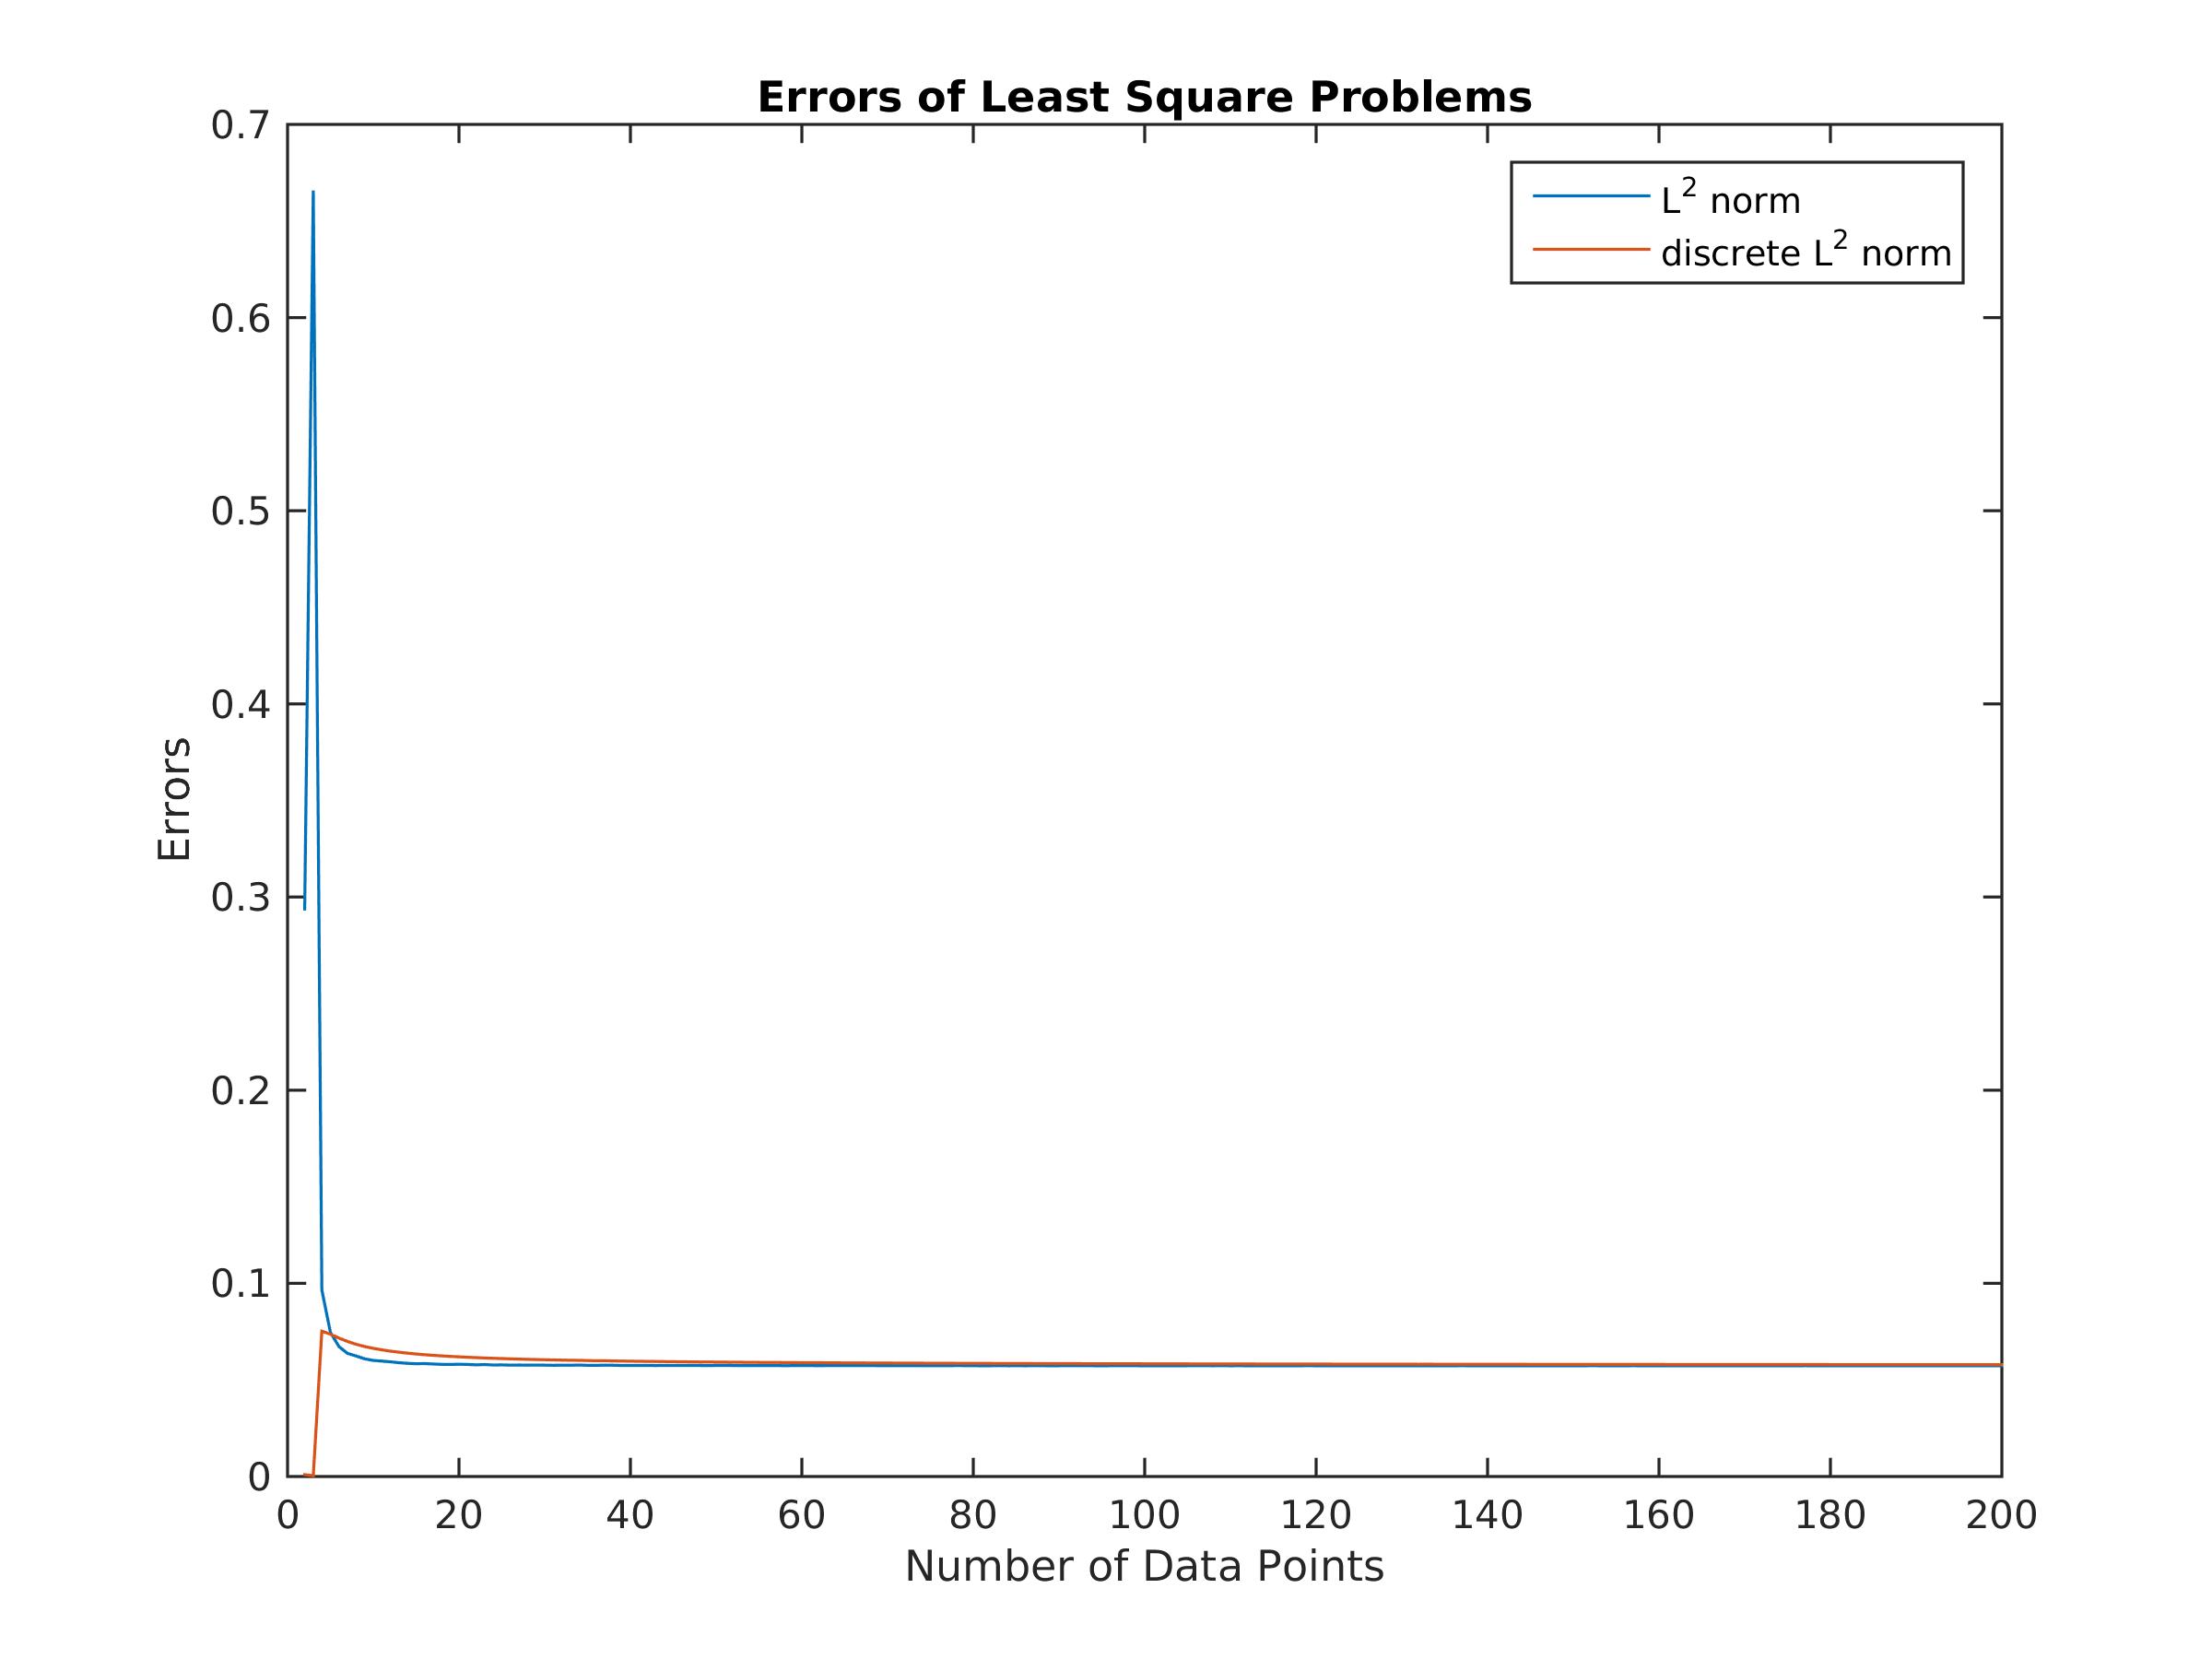 Errors of Least Square Problems
0.7
0.6
0.5
0.4
0.3
0.2
0.1
0
Errors
L² norm
discrete L² norm
0 20 40 60 80 100 120 140 160 180 200
Number of Data Points